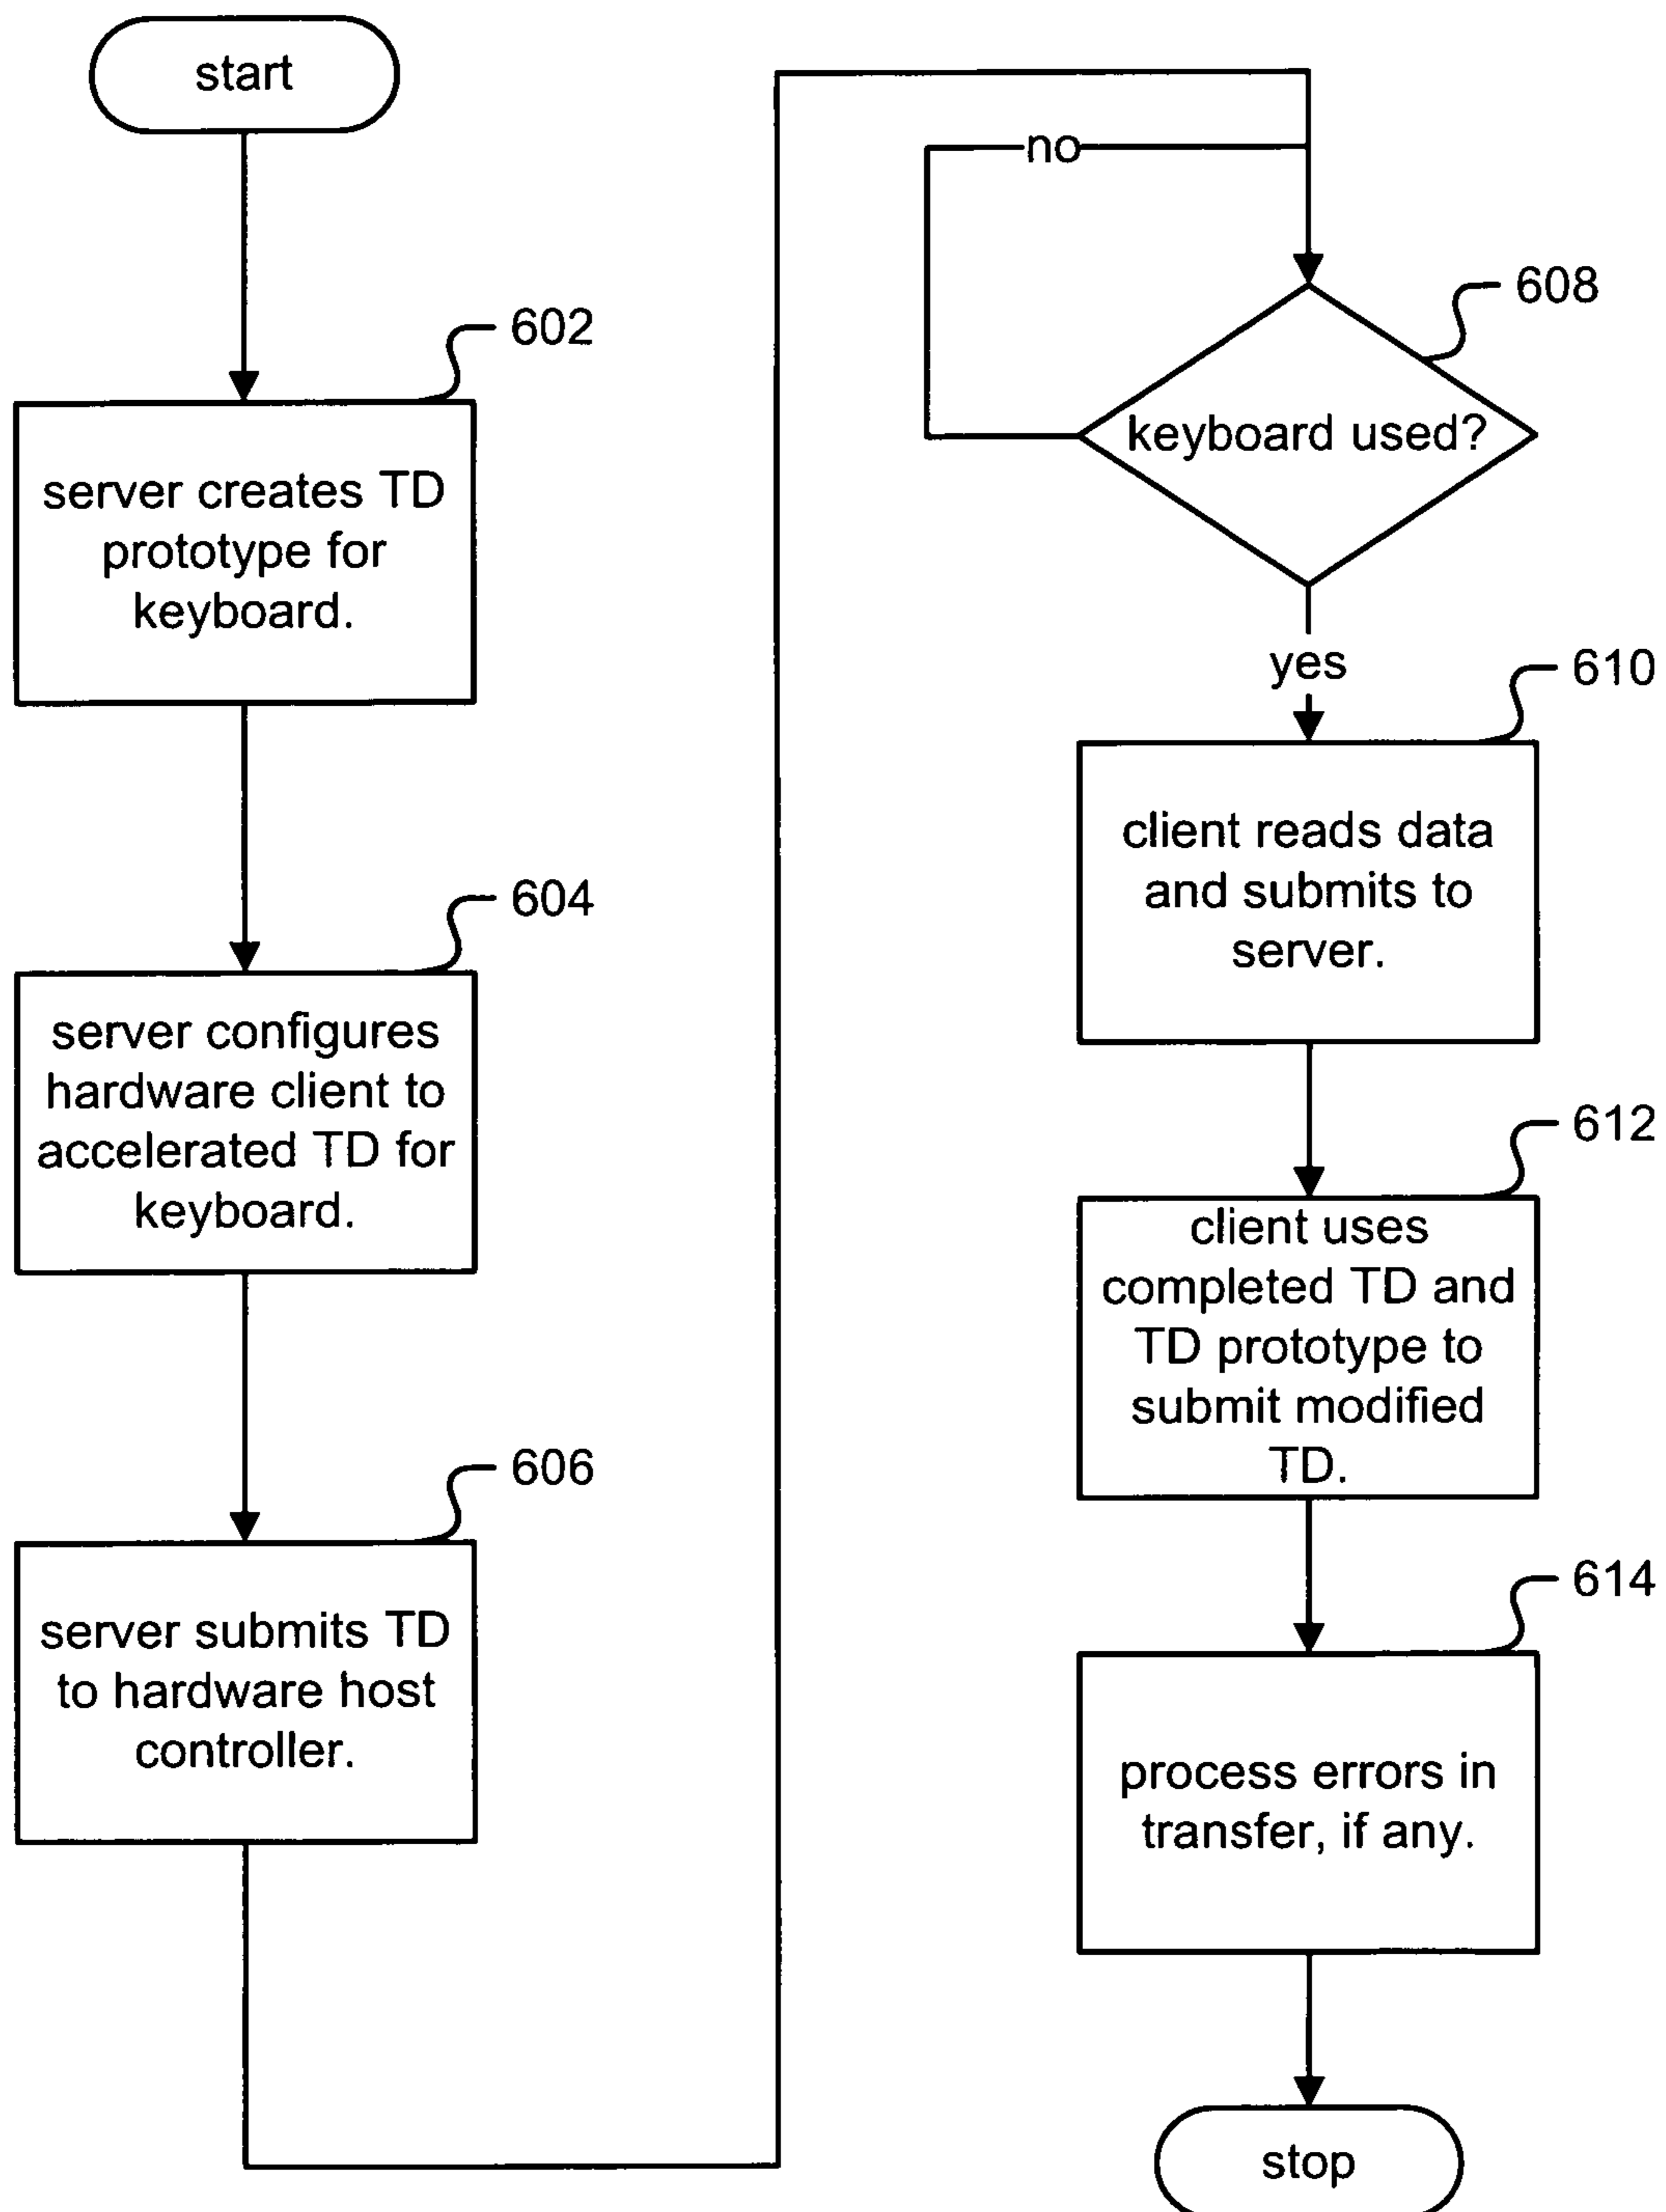 start
602
server creates TD
prototype for
keyboard.
604
server configures
hardware client to
accelerated TD for
keyboard.
606
server submits TD
to hardware host
controller.
no
608
keyboard used?
yes
610
client reads data
and submits to
server.
612
client uses
completed TD and
TD prototype to
submit modified
TD.
614
process errors in
transfer, if any.
stop